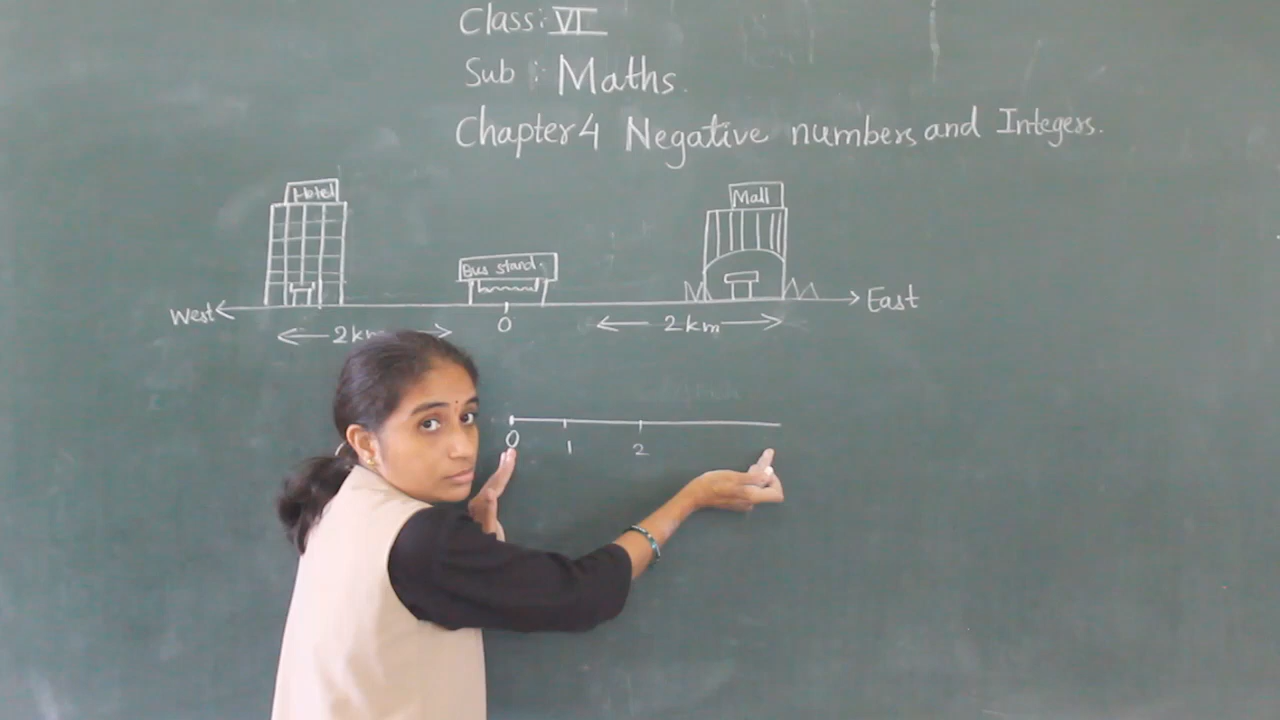 Class: VI
Sub : Maths.
Chapter 4 Negative numbers and Integers.
Hotel
Mall
Bus stand.
West
East
0
2km
2km
0 1 2